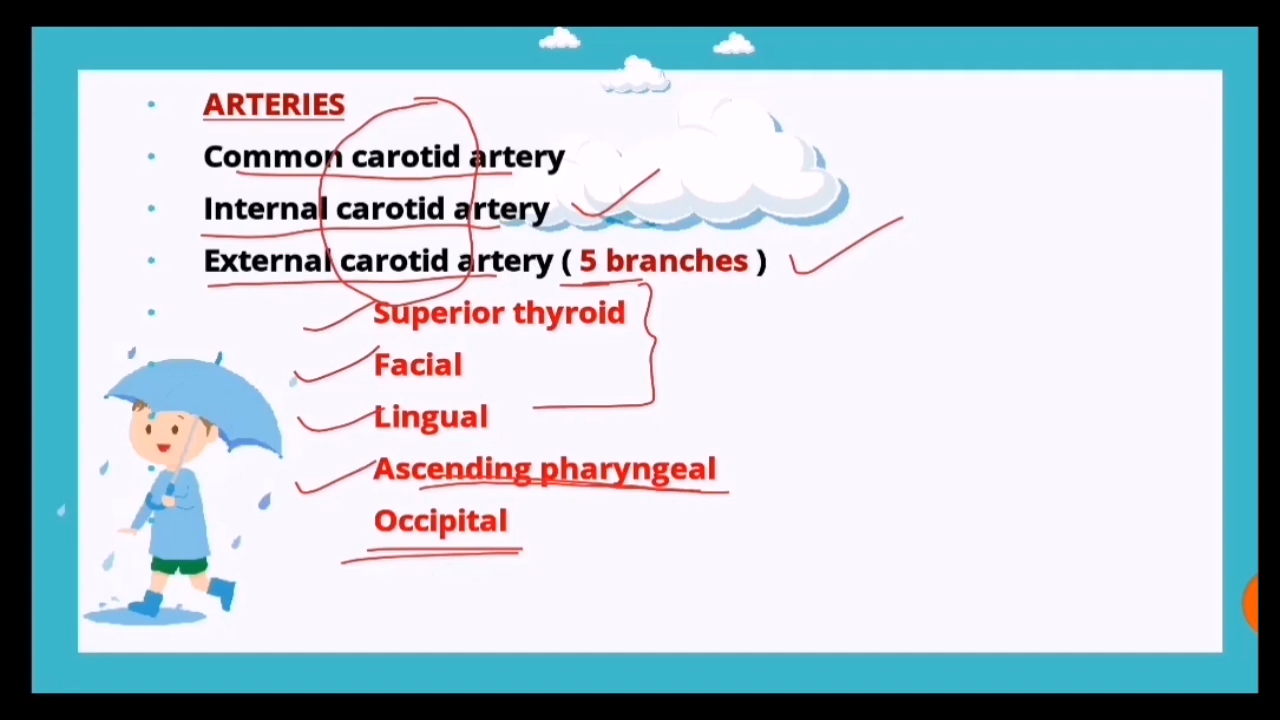 ARTERIES
Common carotid artery
Internal carotid artery
External carotid artery ( 5 branches )
Superior thyroid
Facial
Lingual
Ascending pharyngeal
Occipital